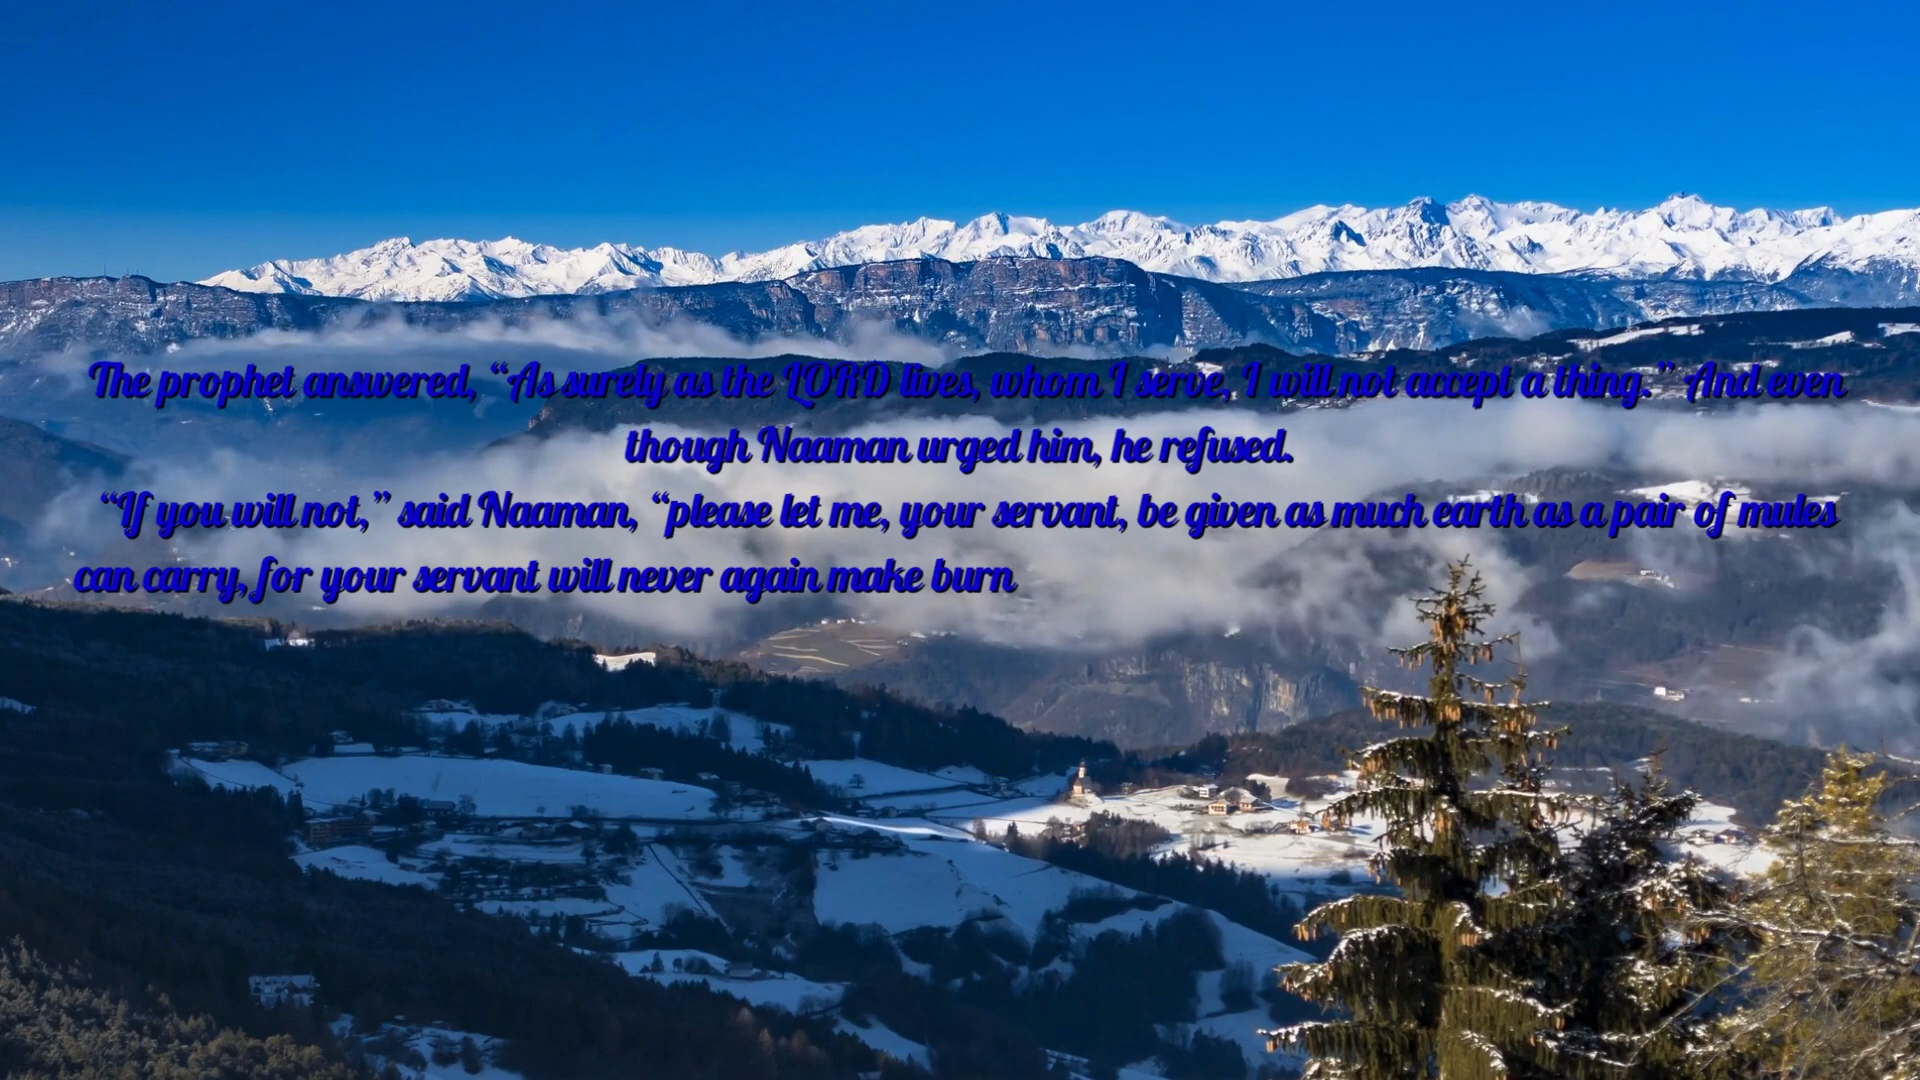 The prophet answered, “As surely as the LORD lives, whom I serve, I will not accept a thing.” And even
though Naaman urged him, he refused.
“If you will not,” said Naaman, “please let me, your servant, be given as much earth as a pair of mules
can carry, for your servant will never again make burn